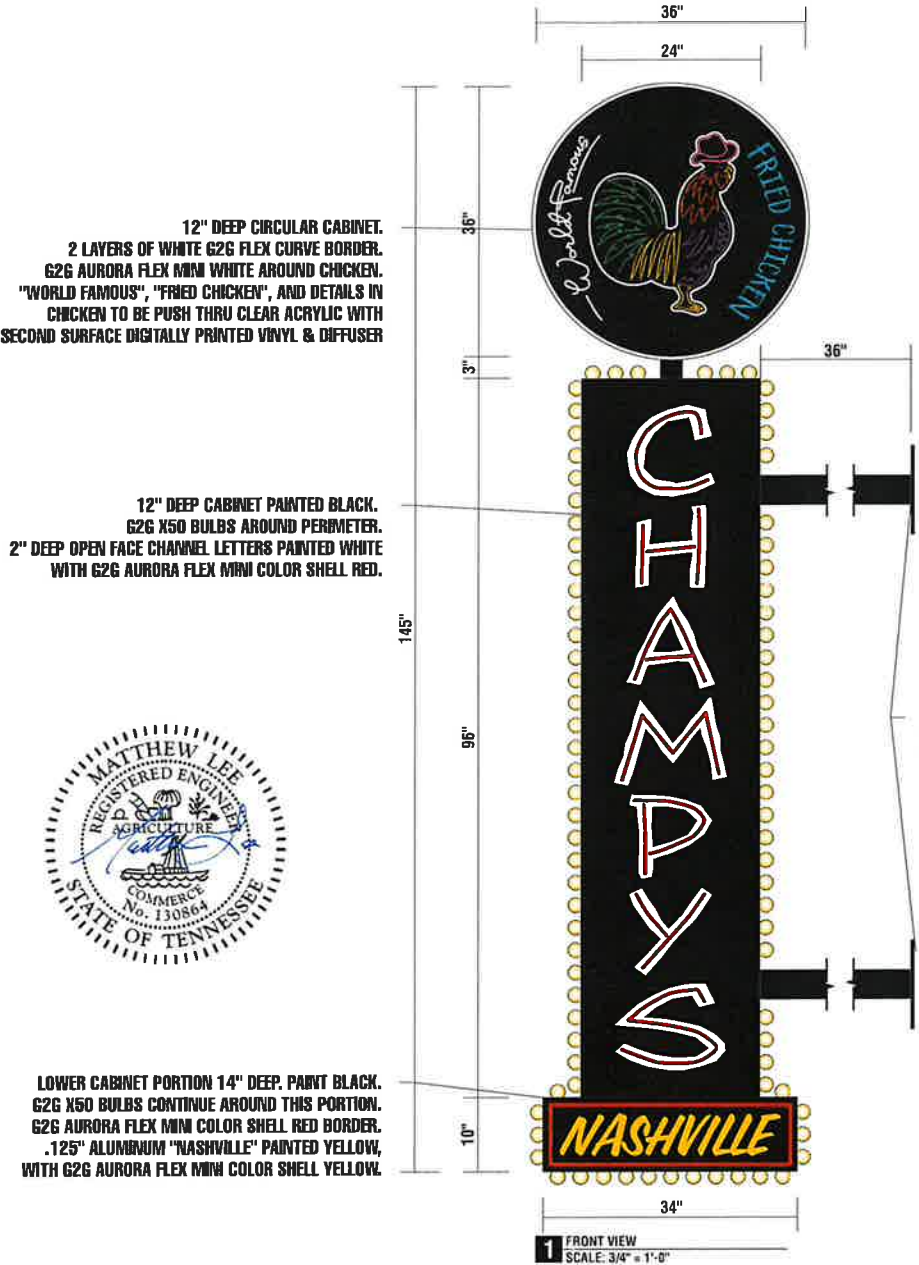 36"
24"
World Famous
FRIED CHICKEN
12" DEEP CIRCULAR CABINET.
2 LAYERS OF WHITE G2G FLEX CURVE BORDER.
G2G AURORA FLEX MINI WHITE AROUND CHICKEN.
"WORLD FAMOUS", "FRIED CHICKEN", AND DETAILS IN
CHICKEN TO BE PUSH THRU CLEAR ACRYLIC WITH
SECOND SURFACE DIGITALLY PRINTED VINYL & DIFFUSER
36"
3"
36"
CHAMPYS
12" DEEP CABINET PAINTED BLACK.
G2G X50 BULBS AROUND PERIMETER.
2" DEEP OPEN FACE CHANNEL LETTERS PAINTED WHITE
WITH G2G AURORA FLEX MINI COLOR SHELL RED.
145"
96"
MATTHEW LEE
REGISTERED ENGINEER
AGRICULTURE
COMMERCE
No. 130864
STATE OF TENNESSEE
LOWER CABINET PORTION 14" DEEP. PAINT BLACK.
G2G X50 BULBS CONTINUE AROUND THIS PORTION.
G2G AURORA FLEX MINI COLOR SHELL RED BORDER.
.125" ALUMINUM "NASHVILLE" PAINTED YELLOW,
WITH G2G AURORA FLEX MINI COLOR SHELL YELLOW.
10"
NASHVILLE
34"
1 FRONT VIEW
SCALE: 3/4" = 1'-0"